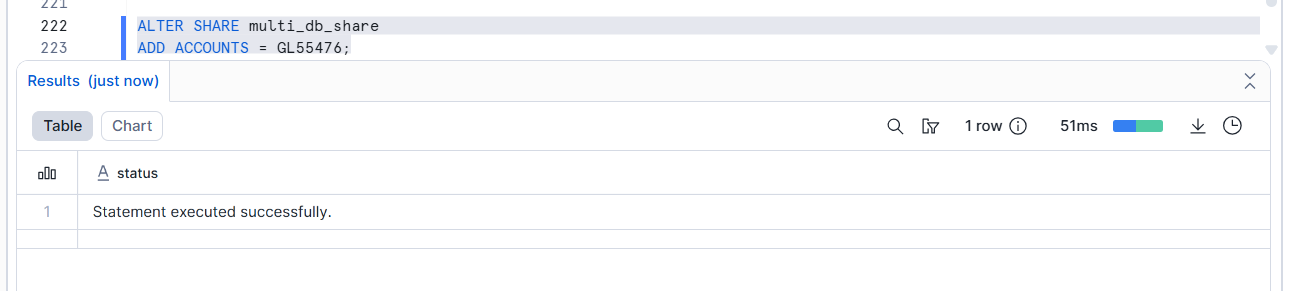 221
222 ALTER SHARE multi_db_share
223 ADD ACCOUNTS = GL55476;
Results (just now)
Table Chart 1 row 51ms
A status
1 Statement executed successfully.